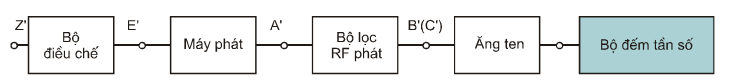 Z'
Bộ
điều chế
E'
Máy phát
A'
Bộ lọc
RF phát
B'(C')
Ăng ten
Bộ đếm tần số